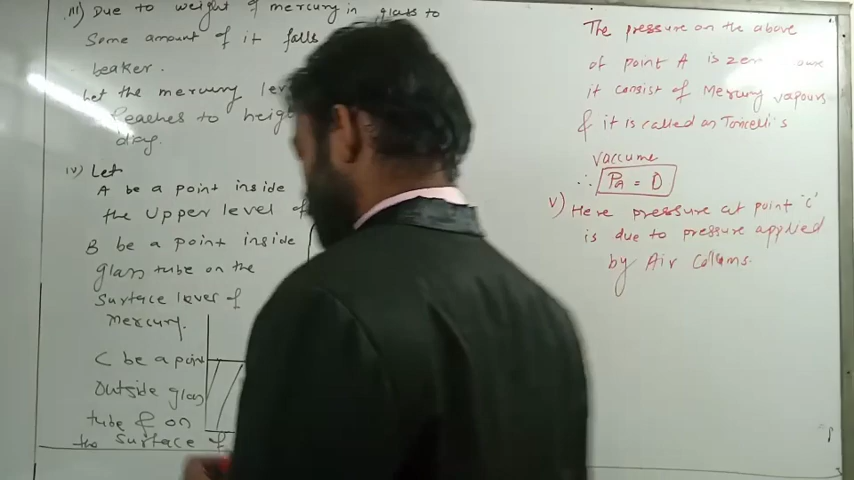 iii) Due to weight of mercury in glass to
Some amount of it falls
beaker.
Let the mercury lev
Reaches to heig
diag.
iv) Let
A be a point inside
the Upper level of
B be a point inside
glass tube on the
Surface level of
mercury.
C be a point
Outside glass
tube & on
the surface of
The pressure on the above
of point A is zero
it consist of Mercury vapours
& it is called as Toricelli's
vaccume
∴ PA = 0
v) Here pressure at point 'c'
is due to pressure applied
by Air Collums.